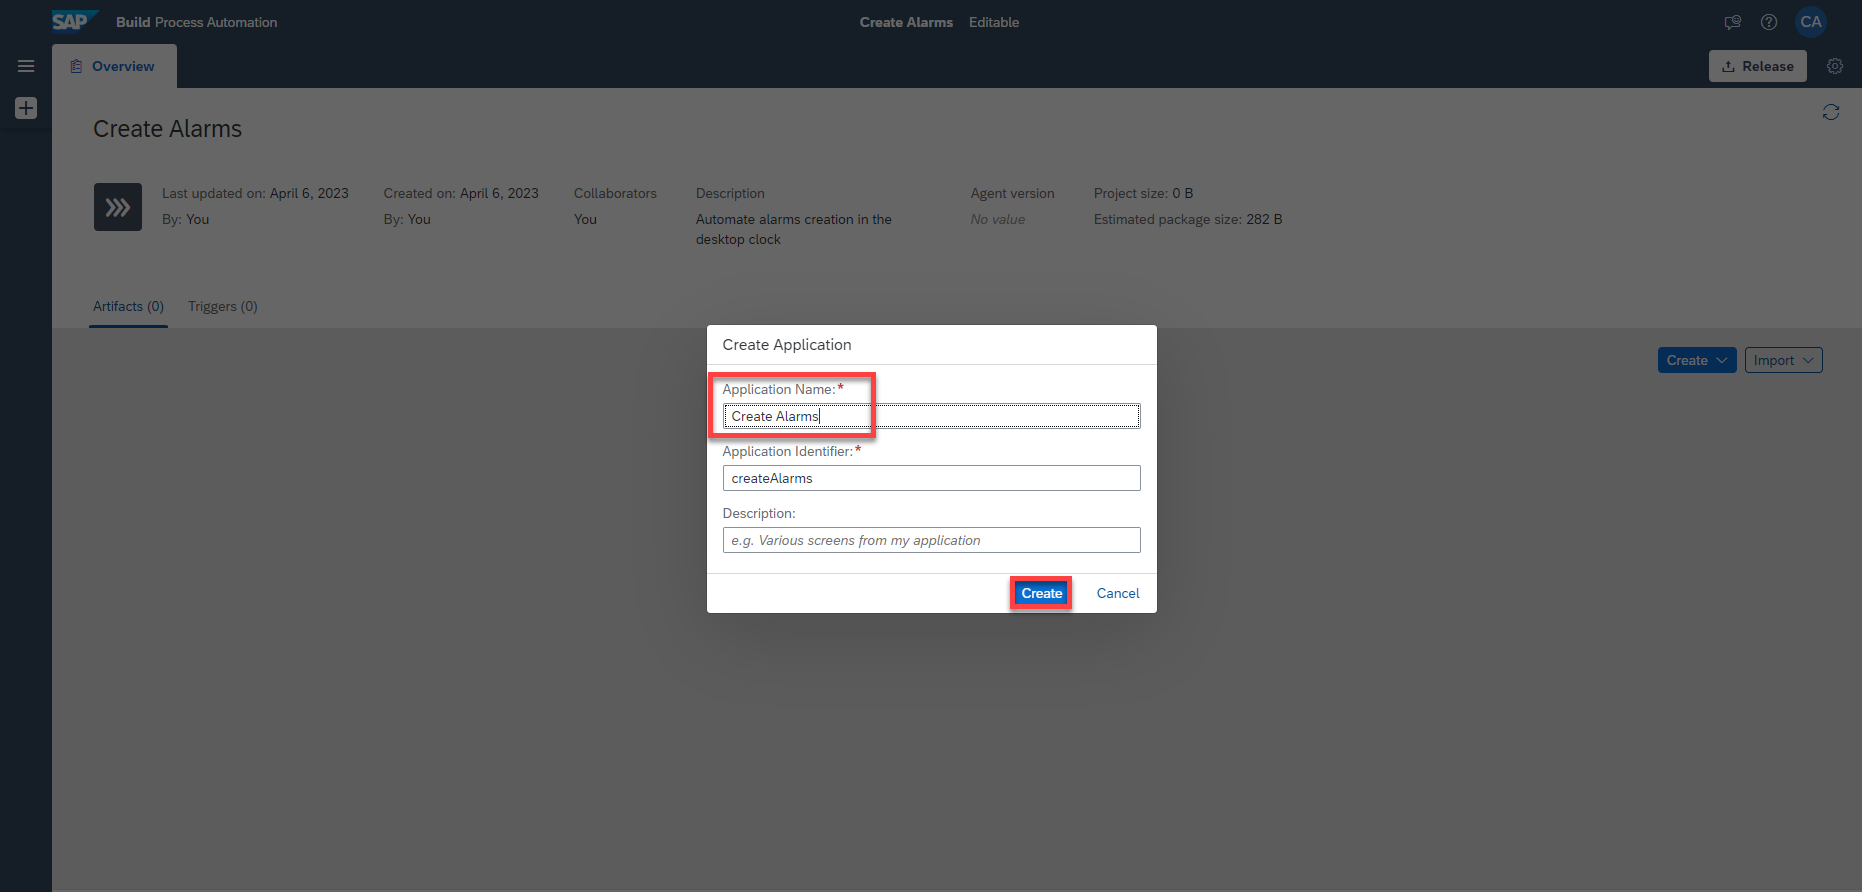 SAP Build Process Automation
Create Alarms Editable
CA
Overview
Release
Create Alarms
Last updated on: April 6, 2023
By: You
Created on: April 6, 2023
By: You
Collaborators
You
Description
Automate alarms creation in the
desktop clock
Agent version
No value
Project size: 0 B
Estimated package size: 282 B
Artifacts (0) Triggers (0)
Create Import
Create Application
Application Name:*
Create Alarms
Application Identifier:*
createAlarms
Description:
e.g. Various screens from my application
Create Cancel